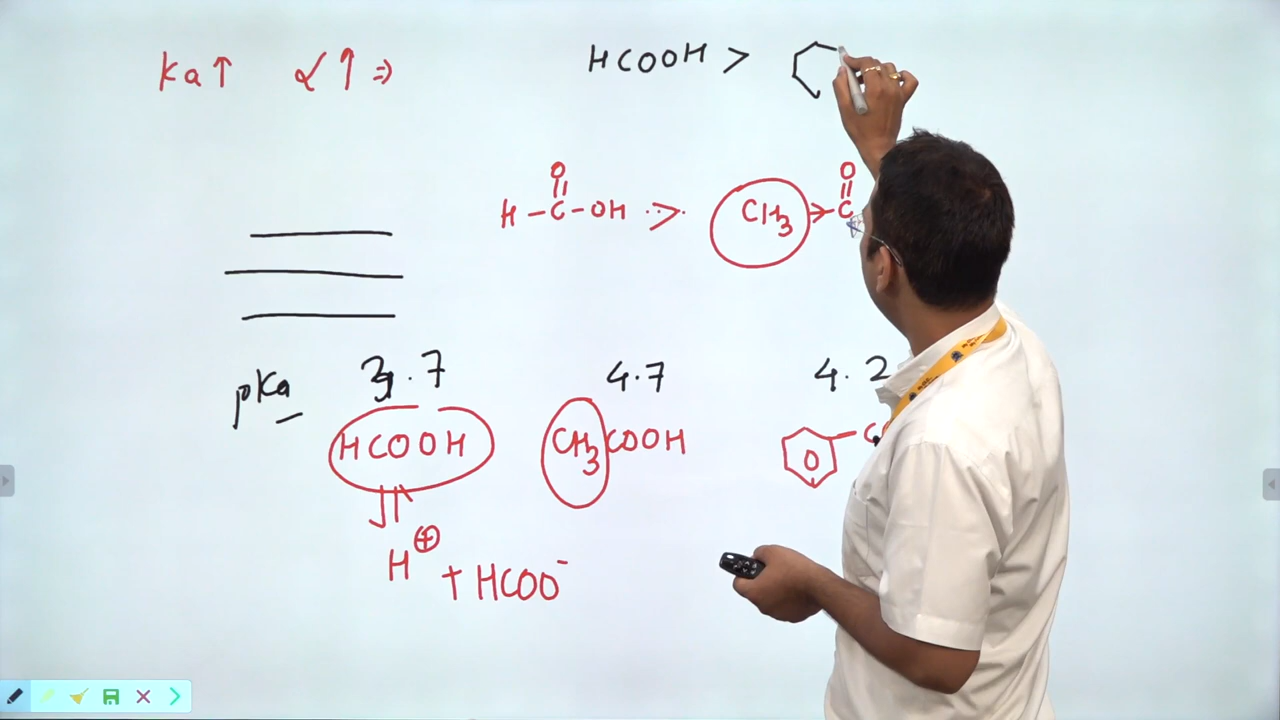 Ka↑ α↑ ⇒ HCOOH >
O
H-C-OH > CH₃ C
O
pKa 3.7 4.7 4.2
HCOOH CH₃COOH C
H⊕ + HCOO⁻